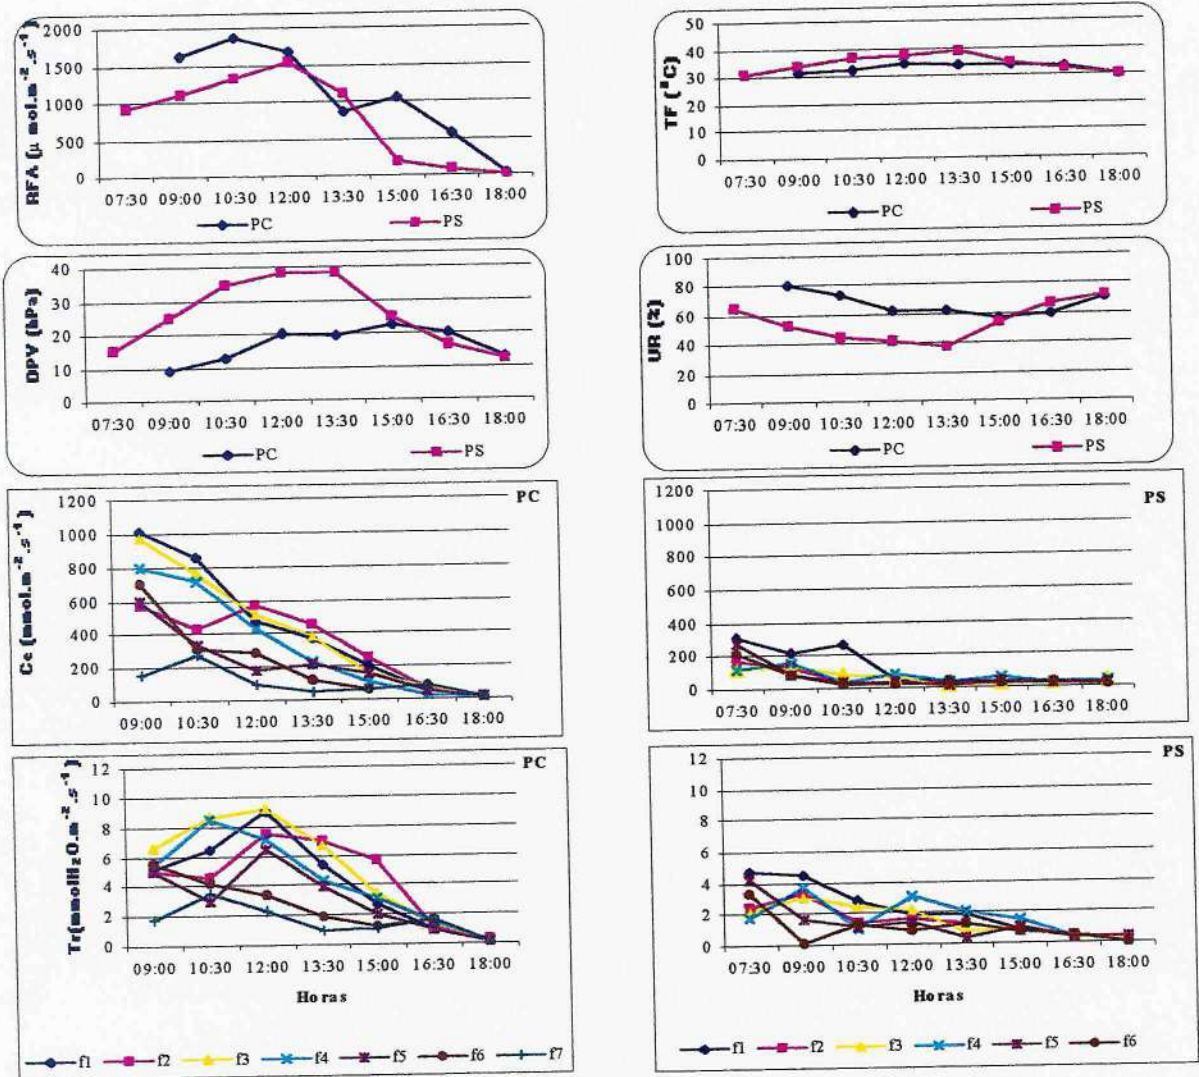 RFA (µ mol.m⁻².s⁻¹)
2000
1500
1000
500
0
07:30 09:00 10:30 12:00 13:30 15:00 16:30 18:00
PC PS
TF (ºC)
50
40
30
20
10
0
07:30 09:00 10:30 12:00 13:30 15:00 16:30 18:00
PC PS
DPV (hPa)
40
30
20
10
0
07:30 09:00 10:30 12:00 13:30 15:00 16:30 18:00
PC PS
UR (%)
100
80
60
40
20
0
07:30 09:00 10:30 12:00 13:30 15:00 16:30 18:00
PC PS
PC
Ce (mmol.m⁻².s⁻¹)
1200
1000
800
600
400
200
0
09:00 10:30 12:00 13:30 15:00 16:30 18:00
PS
1200
1000
800
600
400
200
0
07:30 09:00 10:30 12:00 13:30 15:00 16:30 18:00
PC
Tr(mmolH₂O.m⁻².s⁻¹)
12
10
8
6
4
2
0
09:00 10:30 12:00 13:30 15:00 16:30 18:00
Horas
f1 f2 f3 f4 f5 f6 f7
PS
12
10
8
6
4
2
0
07:30 09:00 10:30 12:00 13:30 15:00 16:30 18:00
Horas
f1 f2 f3 f4 f5 f6